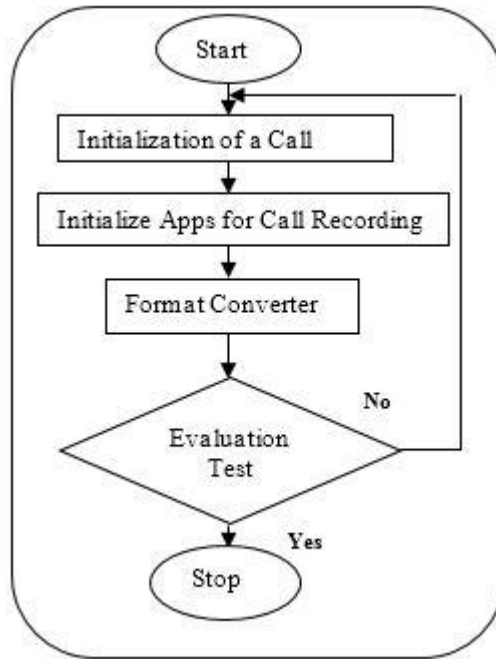 Start
Initialization of a Call
Initialize Apps for Call Recording
Format Converter
No
Evaluation
Test
Yes
Stop